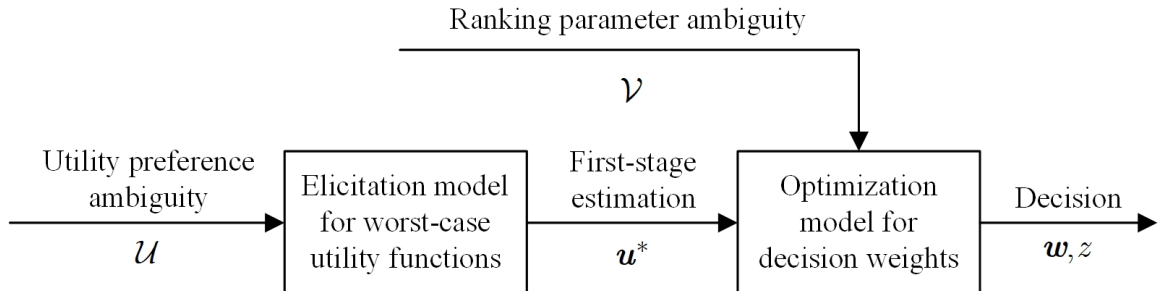 Ranking parameter ambiguity
𝒱
Utility preference
ambiguity
𝒰
Elicitation model
for worst-case
utility functions
First-stage
estimation
𝒖*
Optimization
model for
decision weights
Decision
𝒘, z